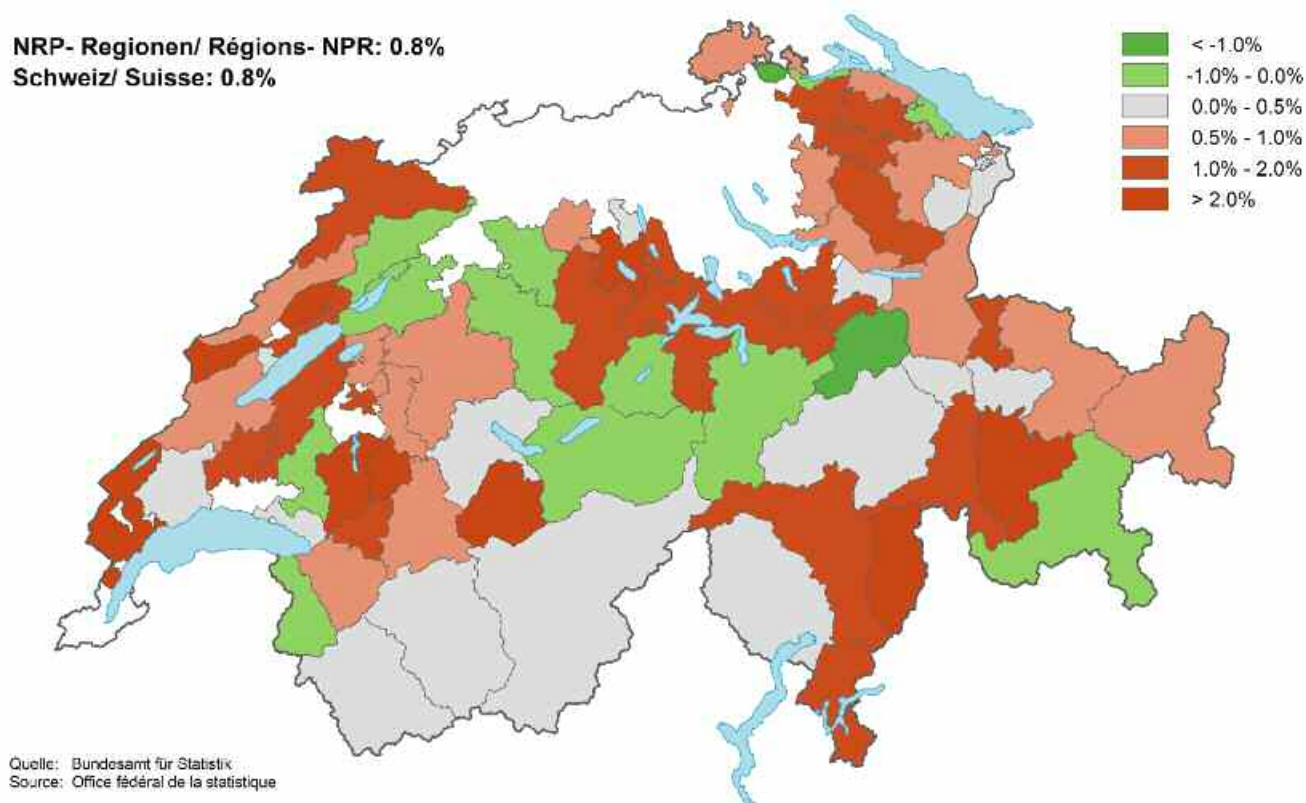 NRP- Regionen/ Régions- NPR: 0.8%
Schweiz/ Suisse: 0.8%
< -1.0%
-1.0% - 0.0%
0.0% - 0.5%
0.5% - 1.0%
1.0% - 2.0%
> 2.0%
Quelle: Bundesamt für Statistik
Source: Office fédéral de la statistique